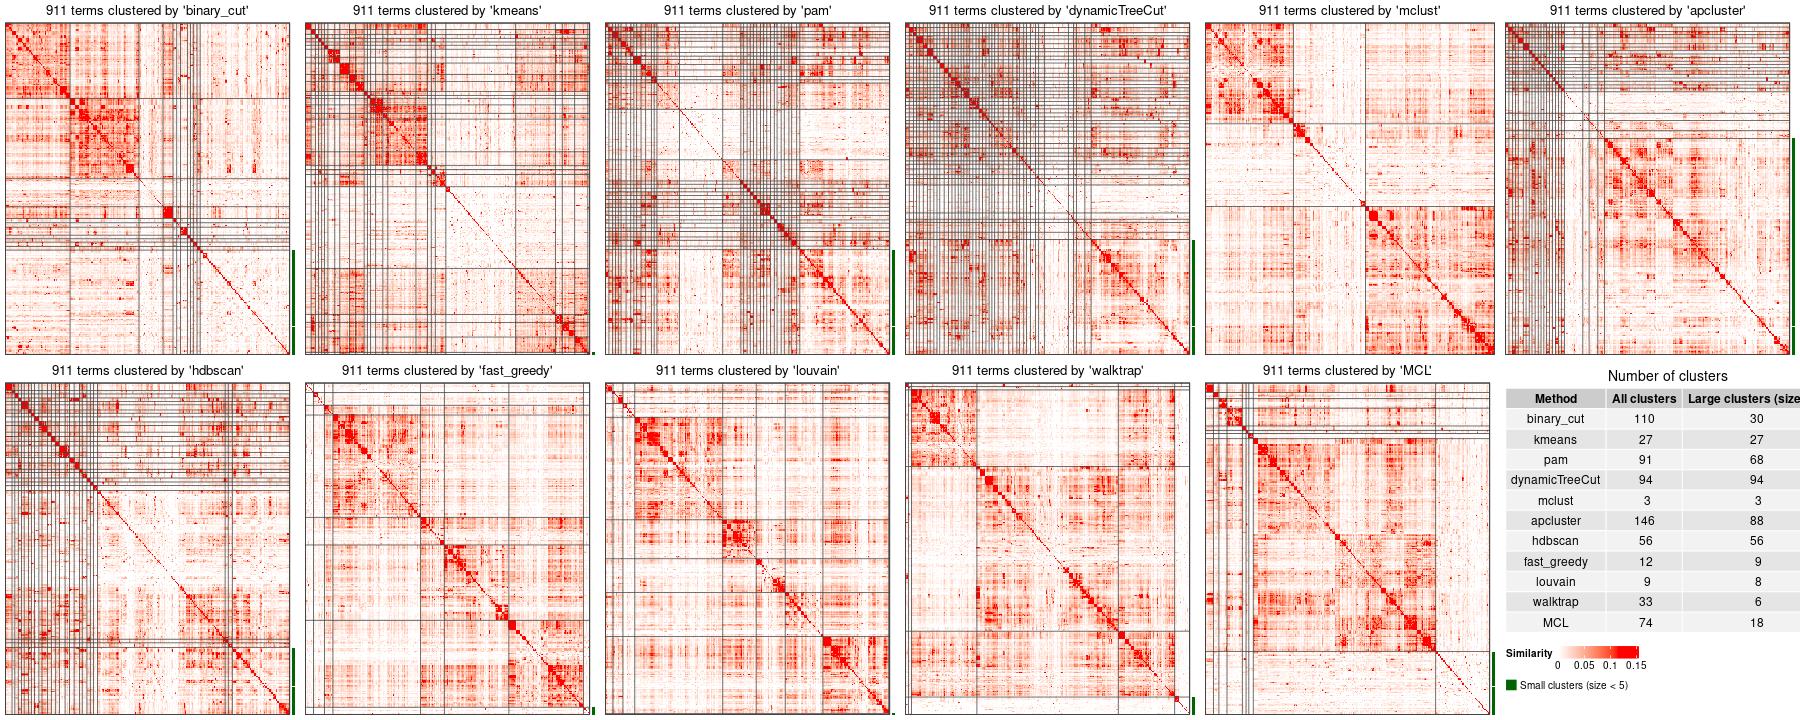 911 terms clustered by 'binary_cut'
911 terms clustered by 'kmeans'
911 terms clustered by 'pam'
911 terms clustered by 'dynamicTreeCut'
911 terms clustered by 'mclust'
911 terms clustered by 'apcluster'
911 terms clustered by 'hdbscan'
911 terms clustered by 'fast_greedy'
911 terms clustered by 'louvain'
911 terms clustered by 'walktrap'
911 terms clustered by 'MCL'
Number of clusters
Method All clusters Large clusters (size
binary_cut 110 30
kmeans 27 27
pam 91 68
dynamicTreeCut 94 94
mclust 3 3
apcluster 146 88
hdbscan 56 56
fast_greedy 12 9
louvain 9 8
walktrap 33 6
MCL 74 18
Similarity
0 0.05 0.1 0.15
Small clusters (size < 5)